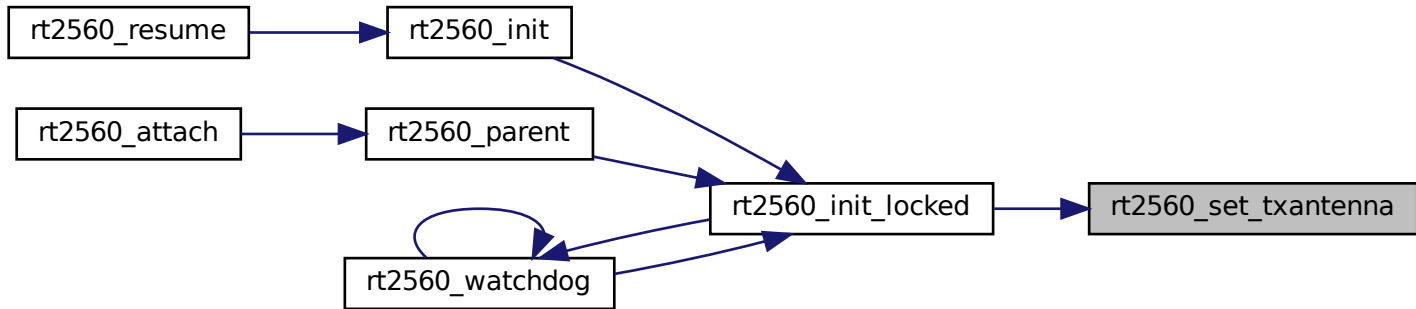 rt2560_resume
rt2560_init
rt2560_attach
rt2560_parent
rt2560_init_locked
rt2560_set_txantenna
rt2560_watchdog